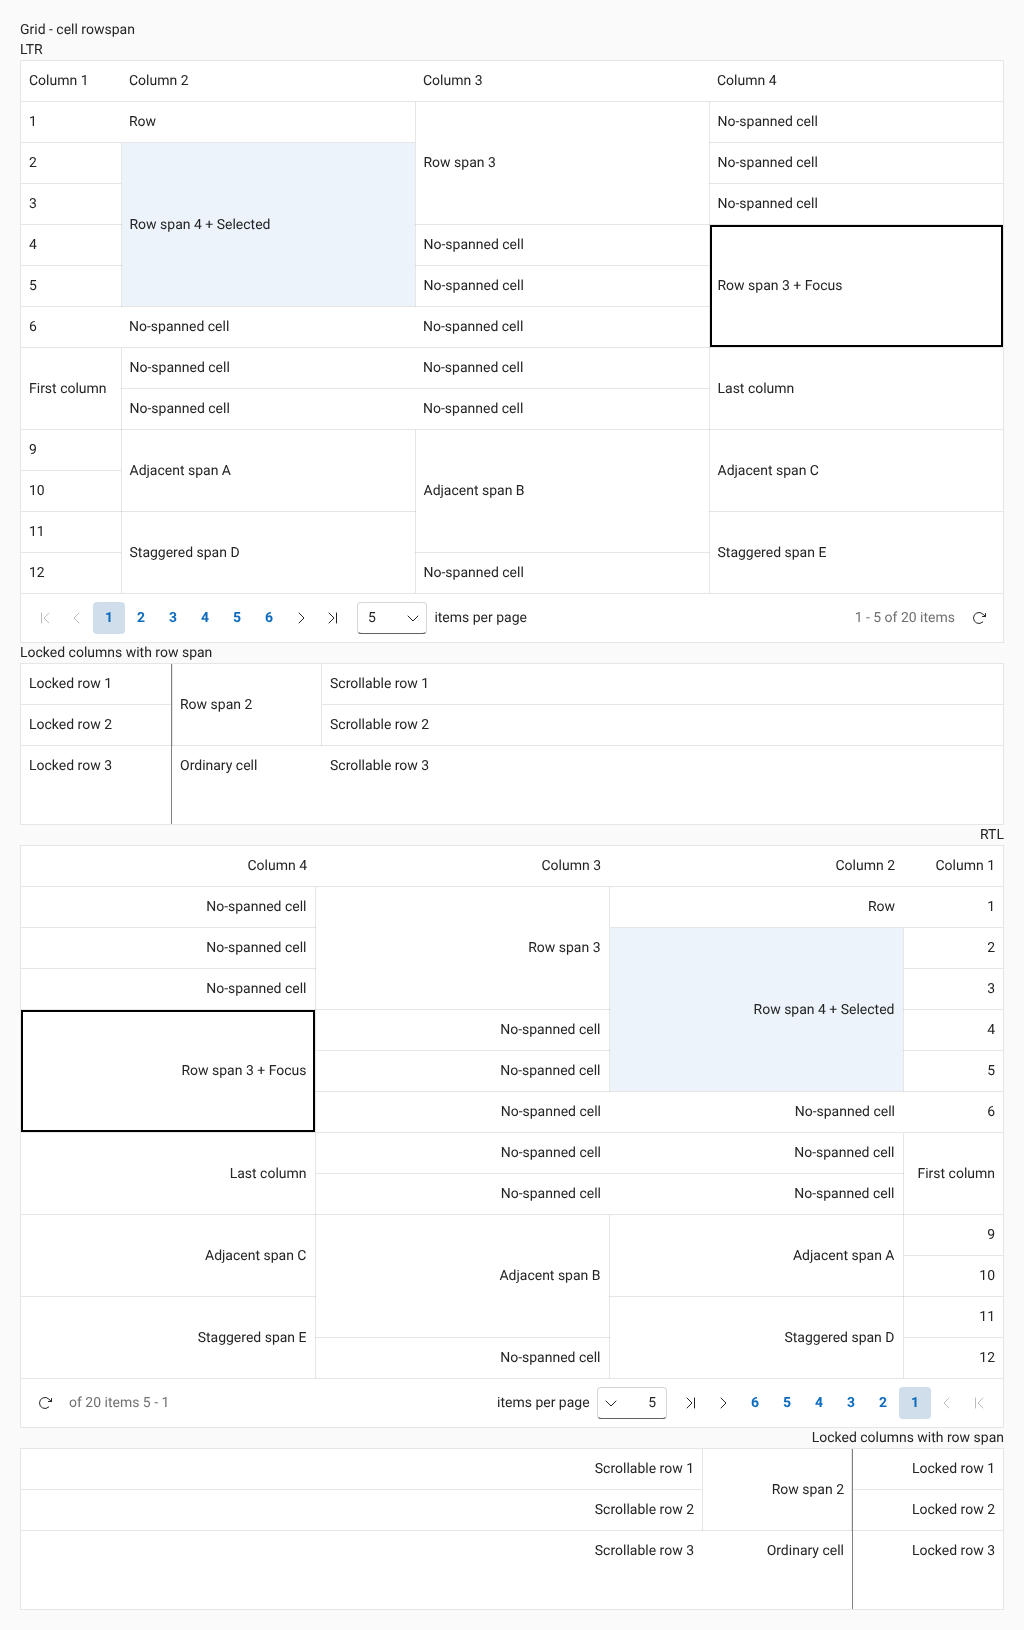 Grid - cell rowspan
LTR
Column 1 Column 2 Column 3 Column 4
1 Row No-spanned cell
2 Row span 3 No-spanned cell
3 No-spanned cell
Row span 4 + Selected
4 No-spanned cell
5 No-spanned cell Row span 3 + Focus
6 No-spanned cell No-spanned cell
No-spanned cell No-spanned cell
First column Last column
No-spanned cell No-spanned cell
9
Adjacent span A Adjacent span C
10 Adjacent span B
11
Staggered span D Staggered span E
12 No-spanned cell
1 2 3 4 5 6 5 items per page 1 - 5 of 20 items
Locked columns with row span
Locked row 1 Scrollable row 1
Row span 2
Locked row 2 Scrollable row 2
Locked row 3 Ordinary cell Scrollable row 3
RTL
Column 4 Column 3 Column 2 Column 1
No-spanned cell Row 1
No-spanned cell Row span 3 2
No-spanned cell 3
Row span 4 + Selected
No-spanned cell 4
Row span 3 + Focus No-spanned cell 5
No-spanned cell No-spanned cell 6
No-spanned cell No-spanned cell
Last column First column
No-spanned cell No-spanned cell
9
Adjacent span C Adjacent span A
Adjacent span B 10
11
Staggered span E Staggered span D
No-spanned cell 12
of 20 items 5 - 1 items per page 5 6 5 4 3 2 1
Locked columns with row span
Scrollable row 1 Locked row 1
Row span 2
Scrollable row 2 Locked row 2
Scrollable row 3 Ordinary cell Locked row 3